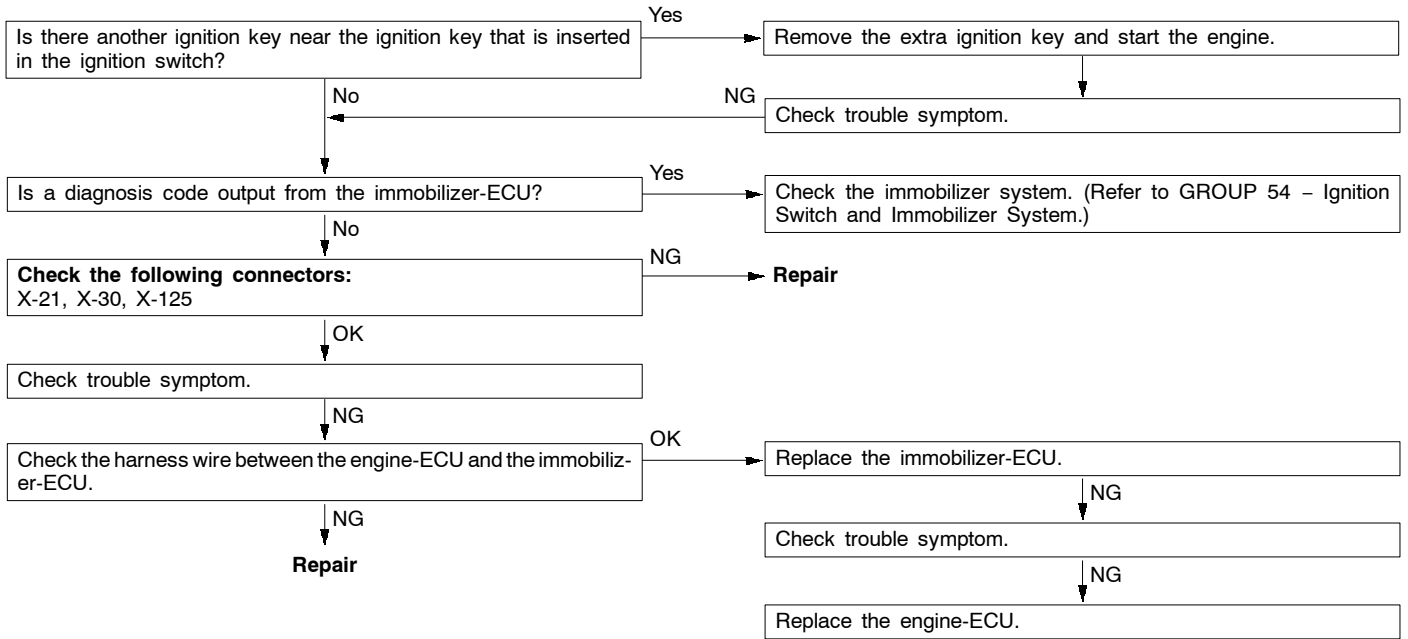 Yes
Is there another ignition key near the ignition key that is inserted
in the ignition switch?
Remove the extra ignition key and start the engine.
No
NG
Check trouble symptom.
Yes
Is a diagnosis code output from the immobilizer-ECU?
Check the immobilizer system. (Refer to GROUP 54 – Ignition
Switch and Immobilizer System.)
No
NG
Check the following connectors:
X-21, X-30, X-125
Repair
OK
Check trouble symptom.
NG
OK
Check the harness wire between the engine-ECU and the immobiliz-
er-ECU.
Replace the immobilizer-ECU.
NG
NG
Check trouble symptom.
Repair
NG
Replace the engine-ECU.